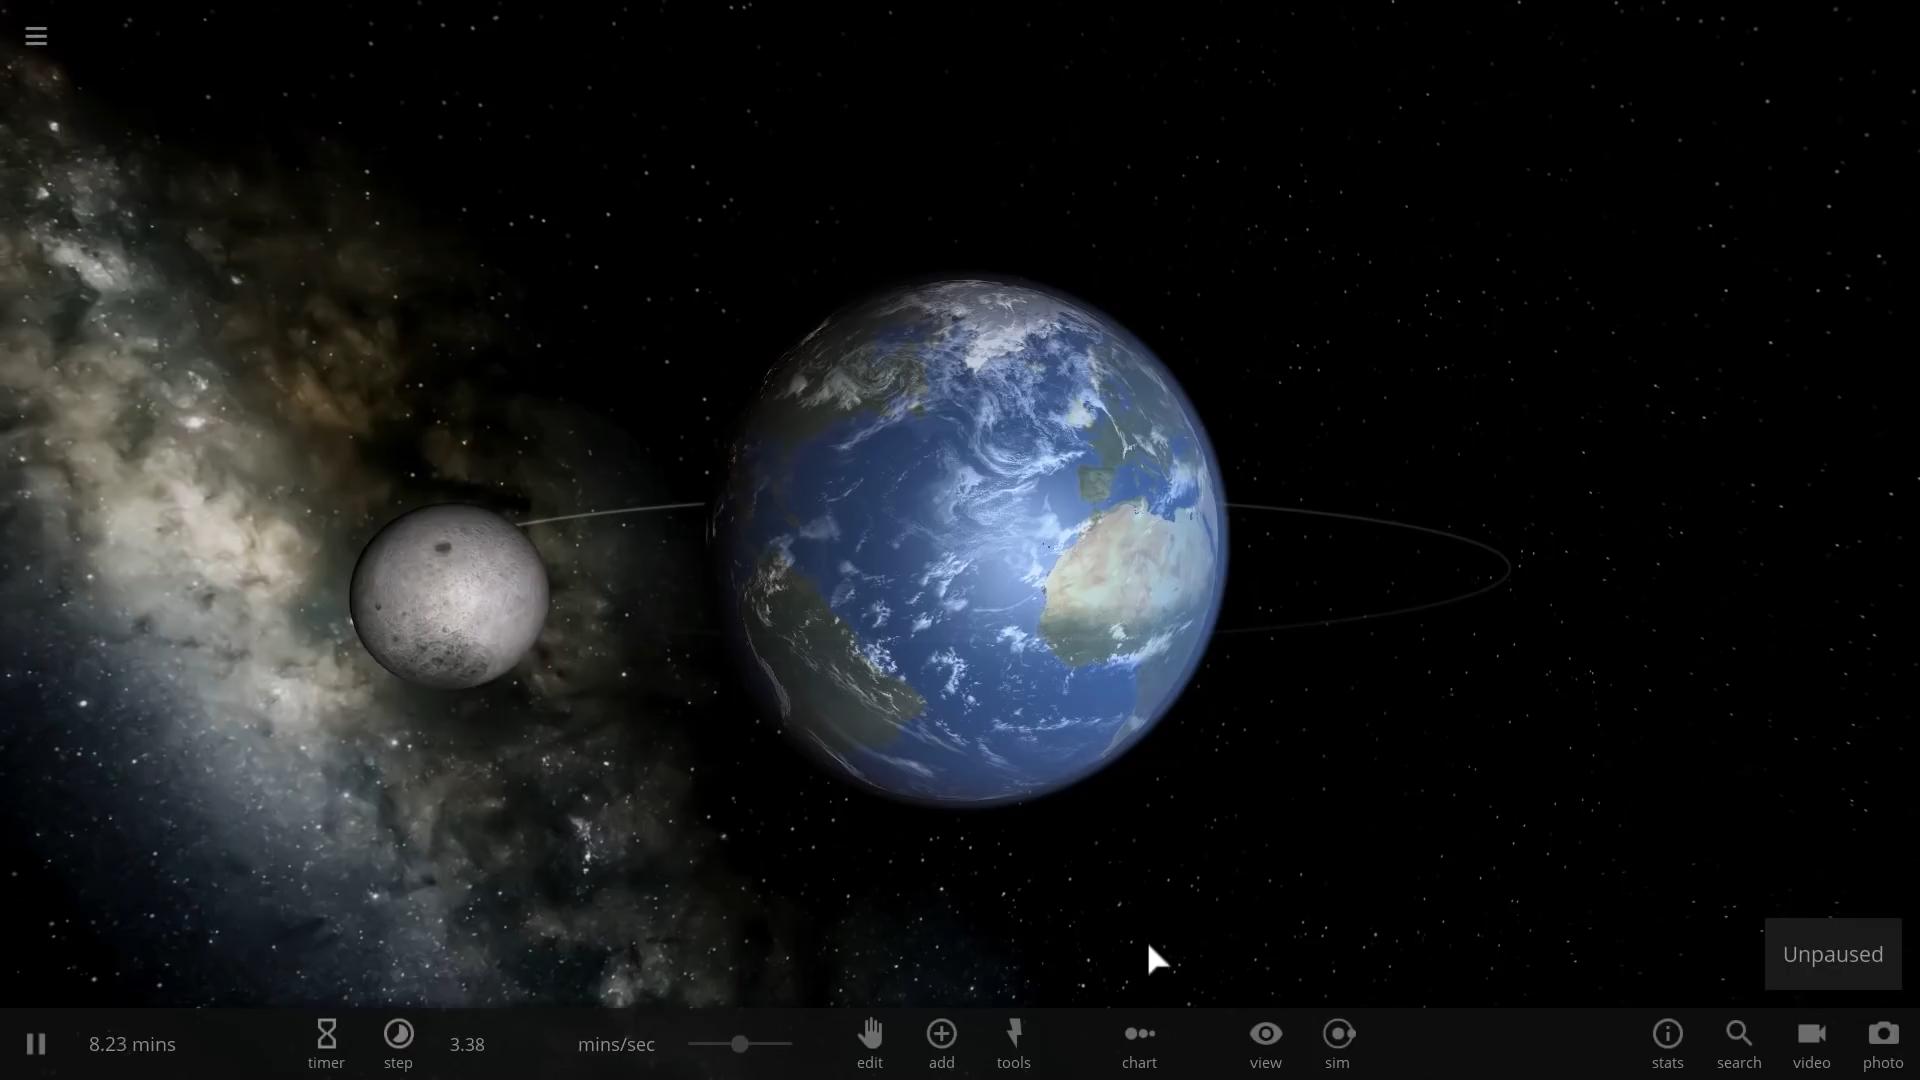 Unpaused
8.23 mins
timer
step
3.38
mins/sec
edit
add
tools
chart
view
sim
stats
search
video
photo